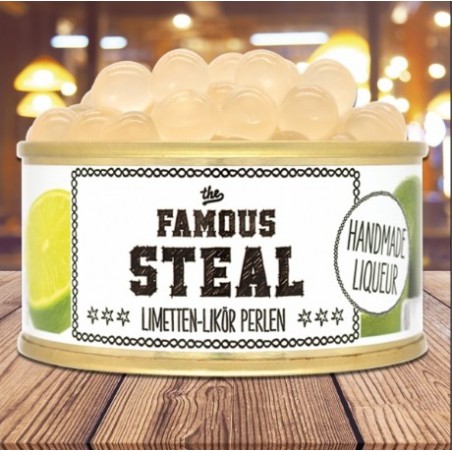 the
FAMOUS
STEAL
LIMETTEN-LIKÖR PERLEN
HANDMADE
LIQUEUR